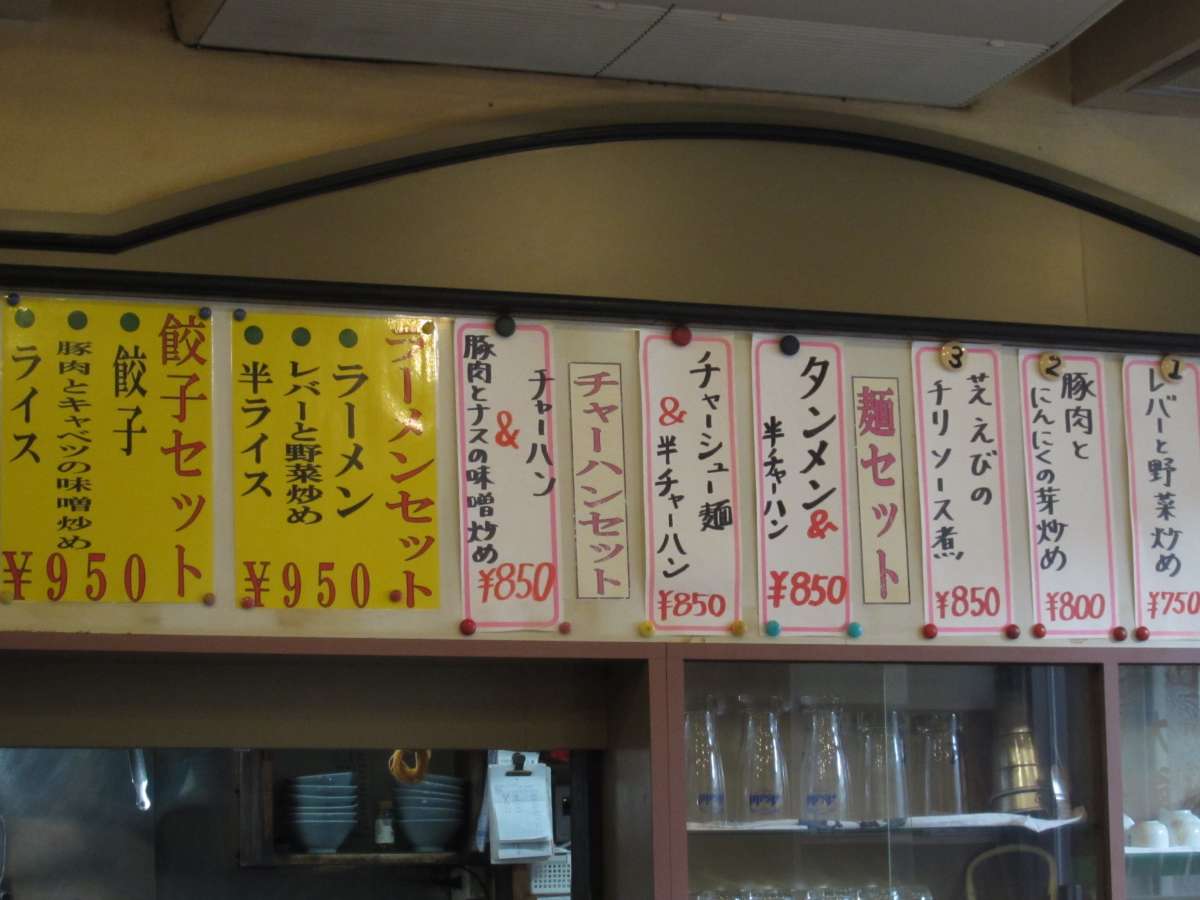 1
レバーと野菜炒め
¥750
2
豚肉と
にんにくの芽炒め
¥800
3
芝えびの
チリソース煮
¥850
麺セット
タンメン&
半チャーハン
¥850
チャーシュー麺
&半チャーハン
¥850
チャーハンセット
チャーハン
&
豚肉とナスの味噌炒め
¥850
ラーメンセット
ラーメン
レバーと野菜炒め
半ライス
¥950
餃子セット
餃子
豚肉とキャベツの味噌炒め
ライス
¥950
Asahi
Asahi
Asahi